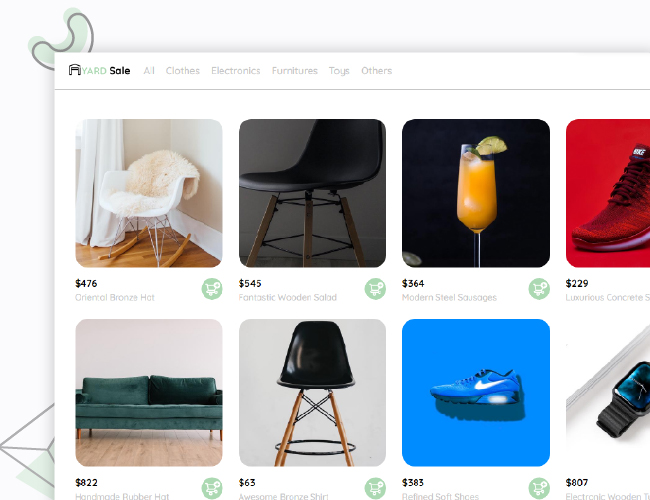 YARD Sale All Clothes Electronics Furnitures Toys Others
NIKE
$476 $545 $364 $229
Oriental Bronze Hat Fantastic Wooden Salad Modern Steel Sausages Luxurious Concrete S
$822 $63 $383 $807
Handmade Rubber Hat Awesome Bronze Shirt Refined Soft Shoes Electronic Wooden T